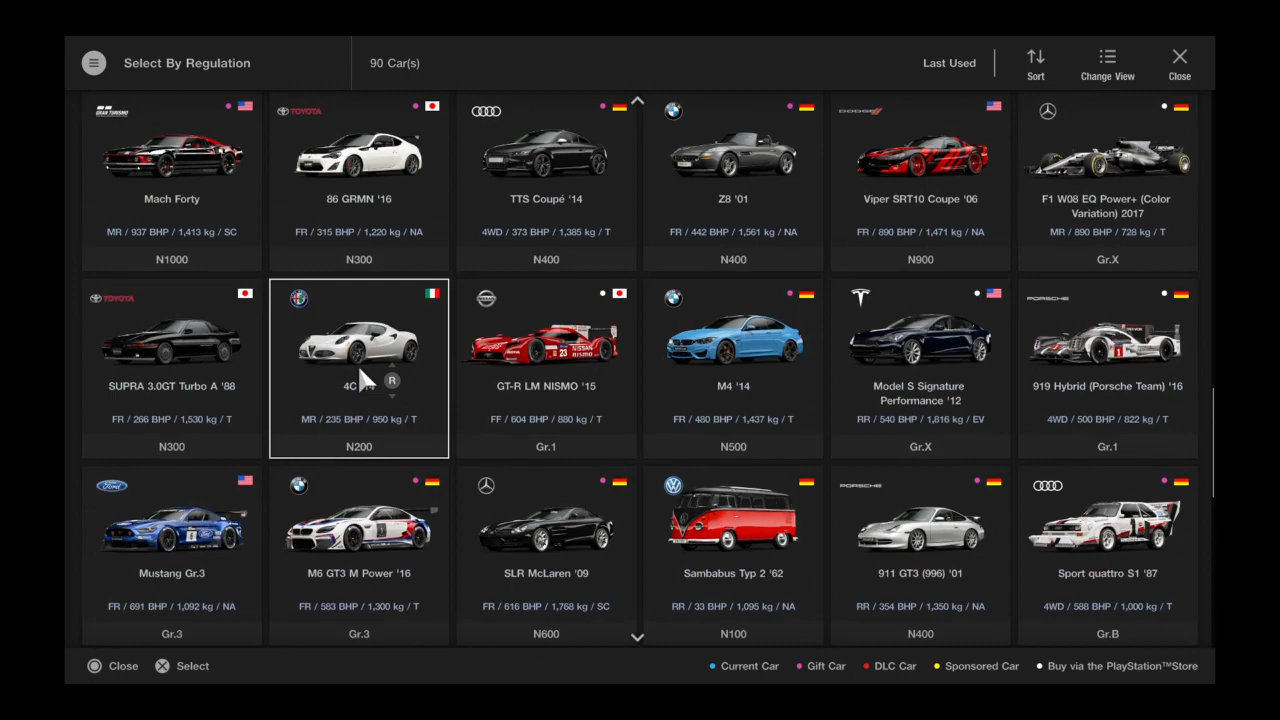 Select By Regulation
90 Car(s)
Last Used
Sort
Change View
Close
GRAN TURISMO
TOYOTA
DODGE
Mach Forty
86 GRMN '16
TTS Coupé '14
Z8 '01
Viper SRT10 Coupe '06
F1 W08 EQ Power+ (Color
Variation) 2017
MR / 937 BHP / 1,413 kg / SC
FR / 315 BHP / 1,220 kg / NA
4WD / 373 BHP / 1,385 kg / T
FR / 442 BHP / 1,561 kg / NA
FR / 890 BHP / 1,471 kg / NA
MR / 890 BHP / 728 kg / T
N1000
N300
N400
N400
N900
Gr.X
TOYOTA
NISSAN
PORSCHE
23
NISSAN
NISMO
1
SUPRA 3.0GT Turbo A '88
4C
R
GT-R LM NISMO '15
M4 '14
Model S Signature
Performance '12
919 Hybrid (Porsche Team) '16
FR / 266 BHP / 1,530 kg / T
MR / 235 BHP / 950 kg / T
FF / 604 BHP / 880 kg / T
FR / 480 BHP / 1,437 kg / T
RR / 540 BHP / 1,816 kg / EV
4WD / 500 BHP / 822 kg / T
N300
N200
Gr.1
N500
Gr.X
Gr.1
Ford
PORSCHE
Mustang Gr.3
M6 GT3 M Power '16
SLR McLaren '09
Sambabus Typ 2 '62
911 GT3 (996) '01
Sport quattro S1 '87
FR / 691 BHP / 1,092 kg / NA
FR / 583 BHP / 1,300 kg / T
FR / 616 BHP / 1,768 kg / SC
RR / 33 BHP / 1,095 kg / NA
RR / 354 BHP / 1,350 kg / NA
4WD / 588 BHP / 1,000 kg / T
Gr.3
Gr.3
N600
N100
N400
Gr.B
Close
Select
Current Car
Gift Car
DLC Car
Sponsored Car
Buy via the PlayStation™Store